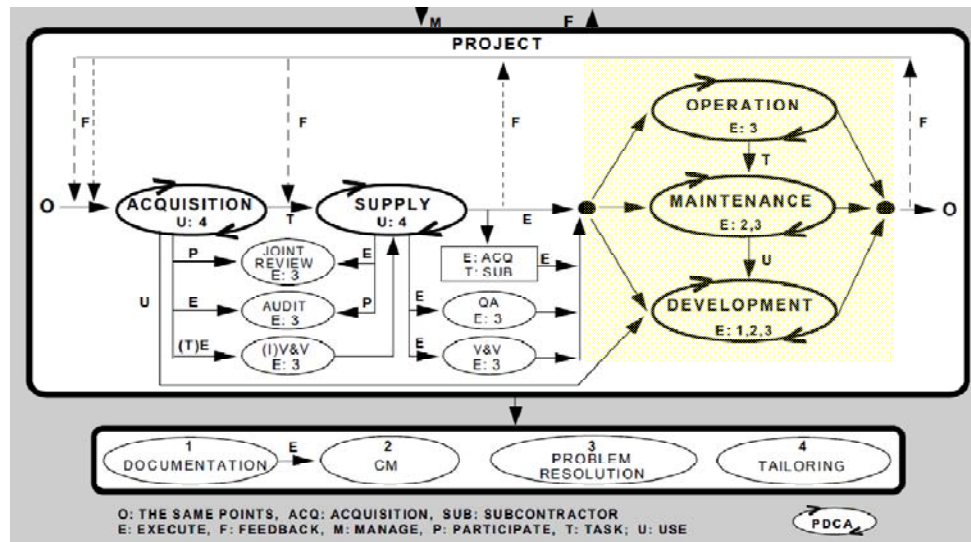 M F
PROJECT
F F F F
OPERATION
E: 3
T
O ACQUISITION T SUPPLY E MAINTENANCE O
U: 4 U: 4 E: 2,3
P JOINT REVIEW E E: ACQ E
E: 3 T: SUB
U U
E AUDIT P E QA DEVELOPMENT
E: 3 E: 3 E: 1,2,3
(T)E (I)V&V E V&V
E: 3 E: 3
1 E 2 3 4
DOCUMENTATION CM PROBLEM RESOLUTION TAILORING
O: THE SAME POINTS, ACQ: ACQUISITION, SUB: SUBCONTRACTOR
E: EXECUTE, F: FEEDBACK, M: MANAGE, P: PARTICIPATE, T: TASK; U: USE
PDCA